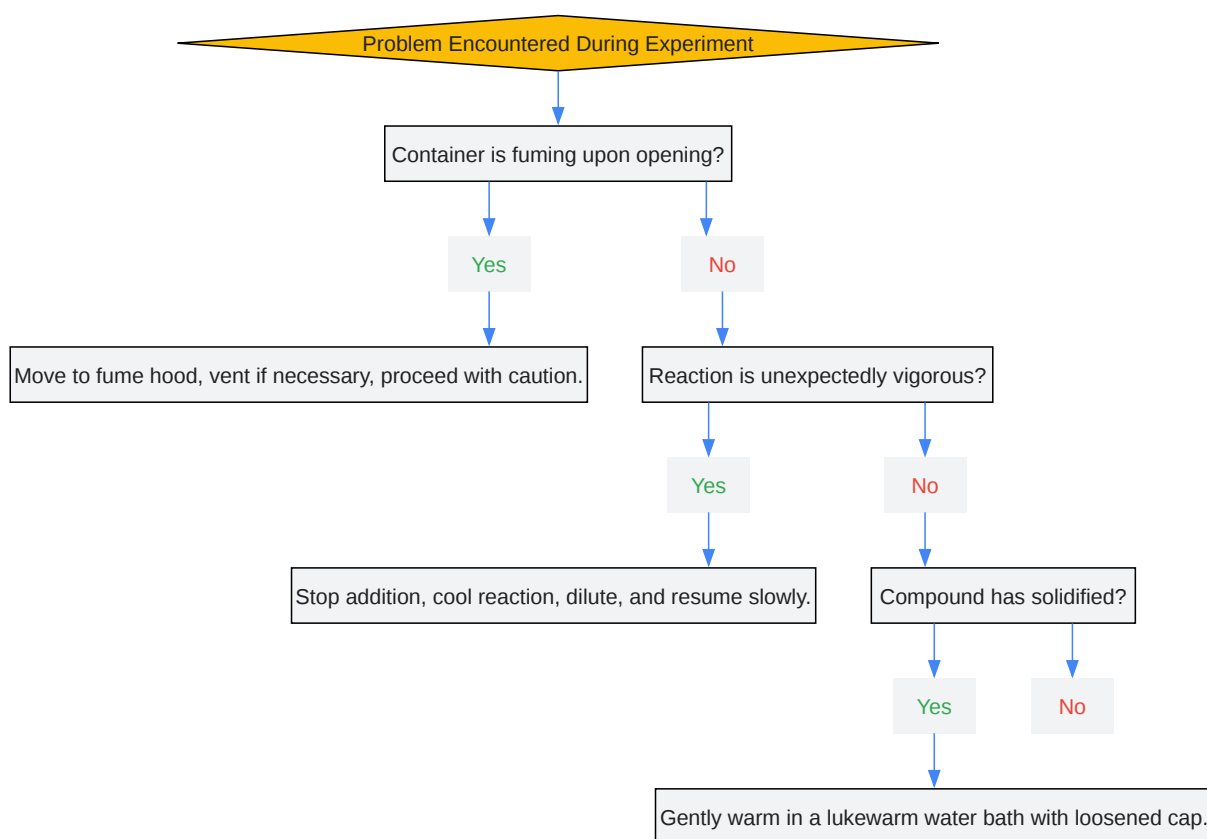 Problem Encountered During Experiment
Container is fuming upon opening?
Yes
No
Move to fume hood, vent if necessary, proceed with caution.
Reaction is unexpectedly vigorous?
Yes
No
Stop addition, cool reaction, dilute, and resume slowly.
Compound has solidified?
Yes
No
Gently warm in a lukewarm water bath with loosened cap.